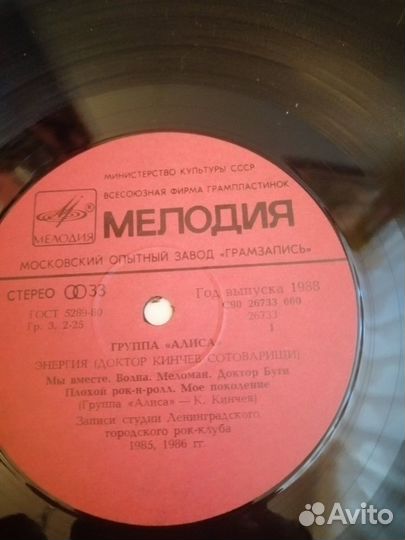 МИНИСТЕРСТВО КУЛЬТУРЫ СССР
ВСЕСОЮЗНАЯ ФИРМА ГРАМПЛАСТИНОК
МЕЛОДИЯ
МЕЛОДИЯ
МОСКОВСКИЙ ОПЫТНЫЙ ЗАВОД «ГРАМЗАПИСЬ»
СТЕРЕО 33
Год выпуска 1988
ГОСТ 5289-80
С90 26733 000
Гр. 3. 2-25
26733
1
ГРУППА «АЛИСА»
ЭНЕРГИЯ (ДОКТОР КИНЧЕВ СОТОВАРИЩИ)
Мы вместе. Волна. Меломан. Доктор Буги
Плохой рок-н-ролл. Мое поколение
(Группа «Алиса» — К. Кинчев)
Записи студии Ленинградского
городского рок-клуба
1985, 1986 гг.
Avito